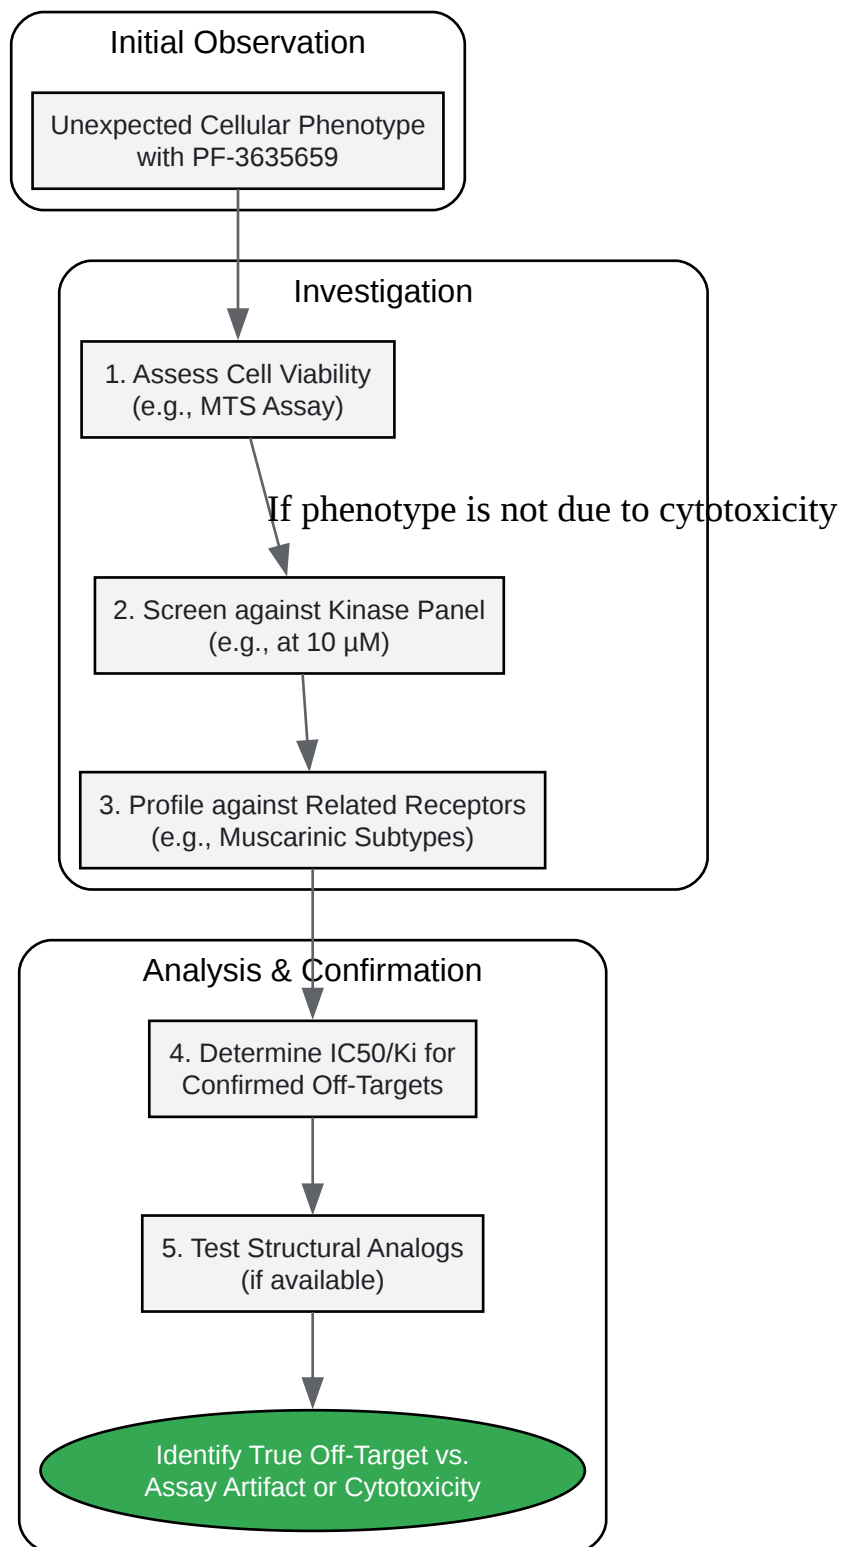 Initial Observation
Unexpected Cellular Phenotype
with PF-3635659
Investigation
1. Assess Cell Viability
(e.g., MTS Assay)
If phenotype is not due to cytotoxicity
2. Screen against Kinase Panel
(e.g., at 10 µM)
3. Profile against Related Receptors
(e.g., Muscarinic Subtypes)
Analysis & Confirmation
4. Determine IC50/Ki for
Confirmed Off-Targets
5. Test Structural Analogs
(if available)
Identify True Off-Target vs.
Assay Artifact or Cytotoxicity